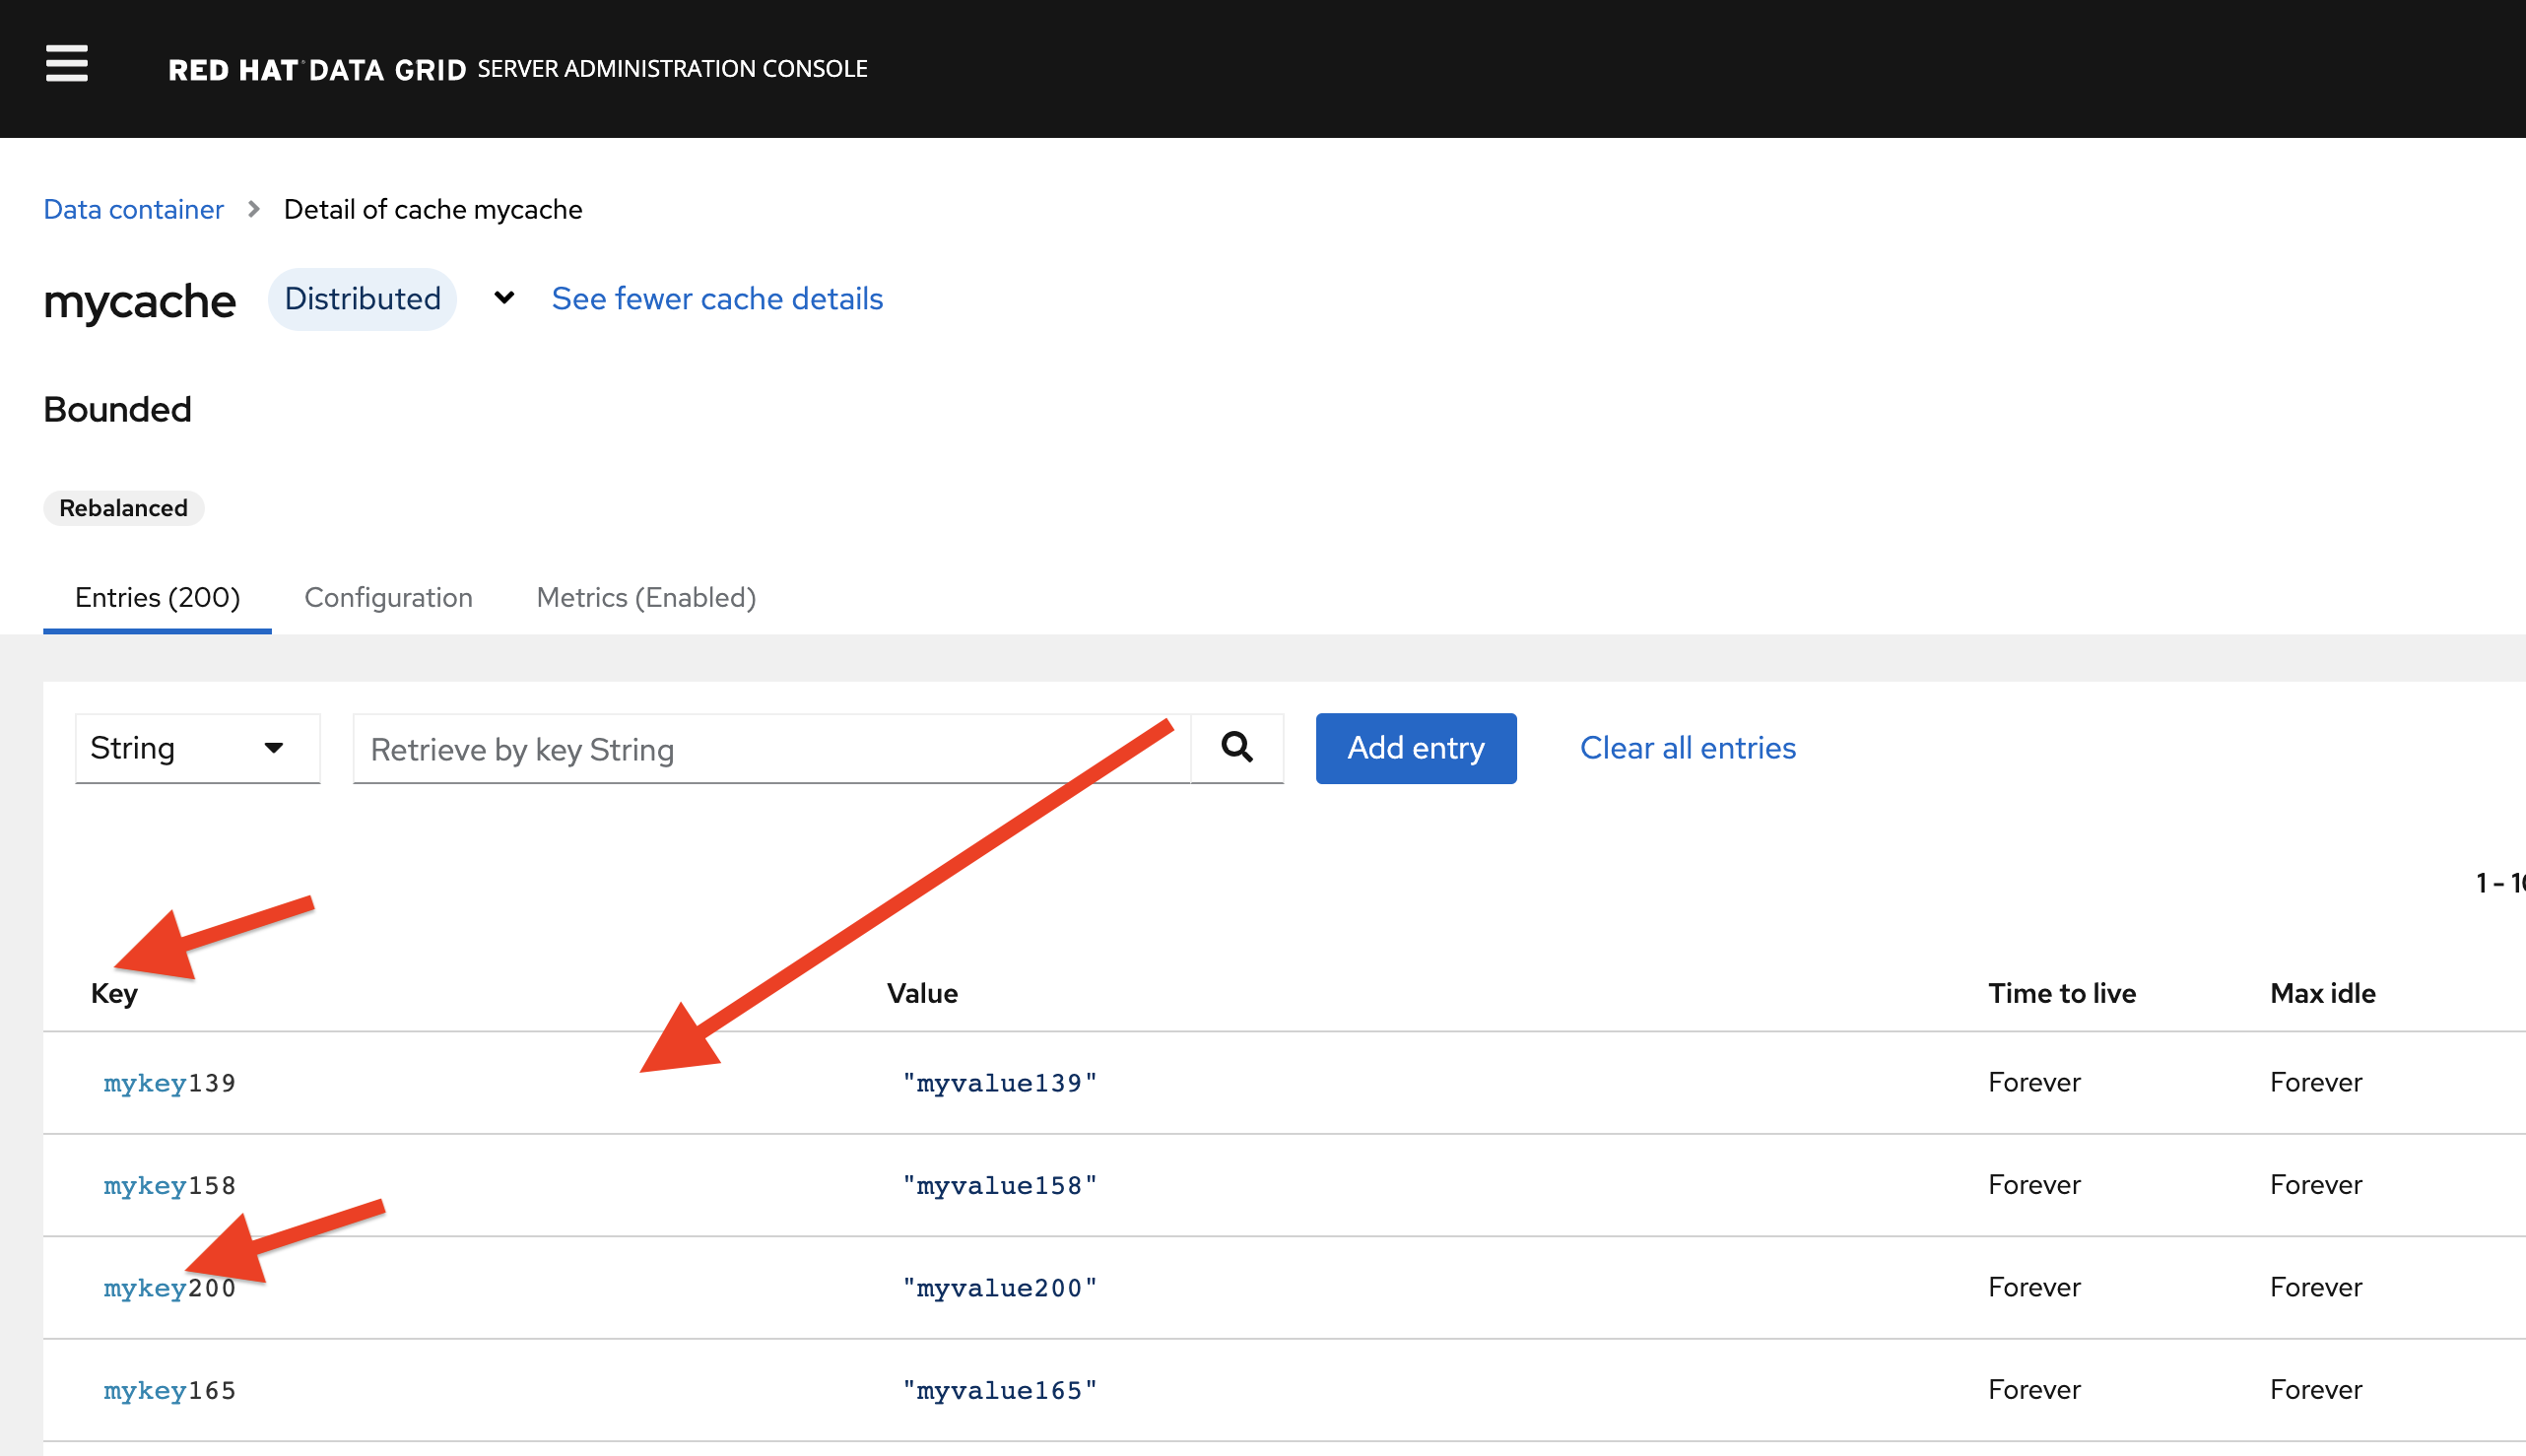 RED HAT DATA GRID SERVER ADMINISTRATION CONSOLE
Data container > Detail of cache mycache
mycache Distributed See fewer cache details
Bounded
Rebalanced
Entries (200) Configuration Metrics (Enabled)
String Retrieve by key String Add entry Clear all entries
1 - 10
Key Value Time to live Max idle
mykey139 "myvalue139" Forever Forever
mykey158 "myvalue158" Forever Forever
mykey200 "myvalue200" Forever Forever
mykey165 "myvalue165" Forever Forever